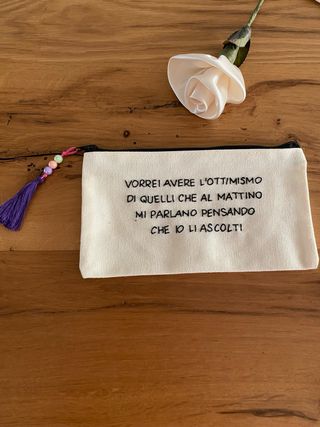 VORREI AVERE L'OTTIMISMO
DI QUELLI CHE AL MATTINO
MI PARLANO PENSANDO
CHE IO LI ASCOLTI